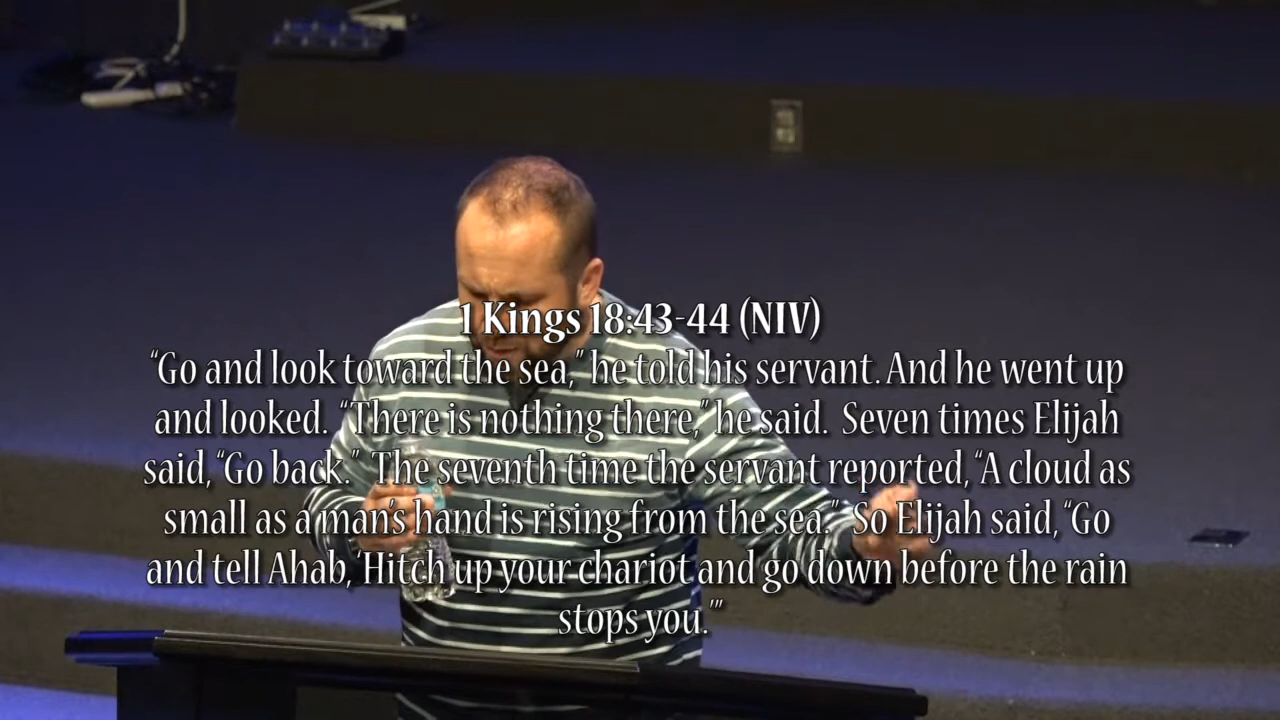 1 Kings 18:43-44 (NIV)
“Go and look toward the sea,” he told his servant. And he went up
and looked.  “There is nothing there,” he said.  Seven times Elijah
said, “Go back.”  The seventh time the servant reported, “A cloud as
small as a man’s hand is rising from the sea.”  So Elijah said, “Go
and tell Ahab, ‘Hitch up your chariot and go down before the rain
stops you.’”